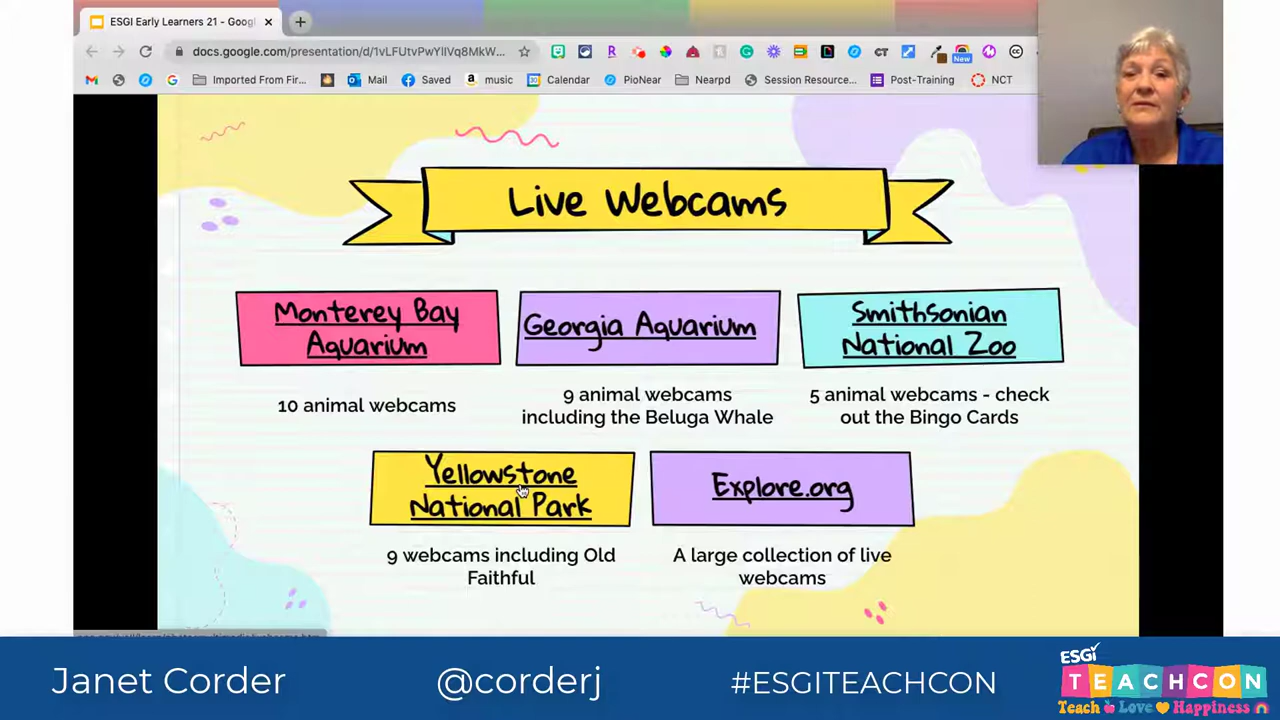 ESGI Early Learners 21 - Goog
docs.google.com/presentation/d/1vLFUtvPwYlIVq8MkW...
Imported From Fir...
Mail
Saved
music
Calendar
PioNear
Nearpd
Session Resource...
Post-Training
NCT
New
Live Webcams
Monterey Bay
Aquarium
10 animal webcams
Georgia Aquarium
9 animal webcams
including the Beluga Whale
Smithsonian
National Zoo
5 animal webcams - check
out the Bingo Cards
Yellowstone
National Park
9 webcams including Old
Faithful
Explore.org
A large collection of live
webcams
Janet Corder
@corderj
#ESGITEACHCON
ESGi
TEACHCON
Teach Love Happiness